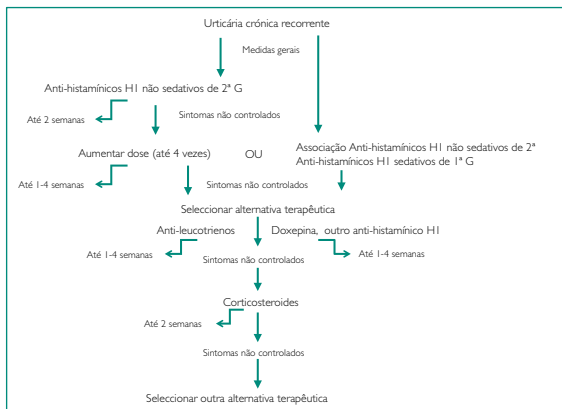 Urticária crónica recorrente
Medidas gerais
Anti-histamínicos H1 não sedativos de 2ª G
Até 2 semanas
Sintomas não controlados
Aumentar dose (até 4 vezes)
OU
Associação Anti-histamínicos H1 não sedativos de 2ª
Anti-histamínicos H1 sedativos de 1ª G
Até 1-4 semanas
Sintomas não controlados
Seleccionar alternativa terapêutica
Anti-leucotrienos
Doxepina, outro anti-histamínico H1
Até 1-4 semanas
Até 1-4 semanas
Sintomas não controlados
Corticosteroides
Até 2 semanas
Sintomas não controlados
Seleccionar outra alternativa terapêutica